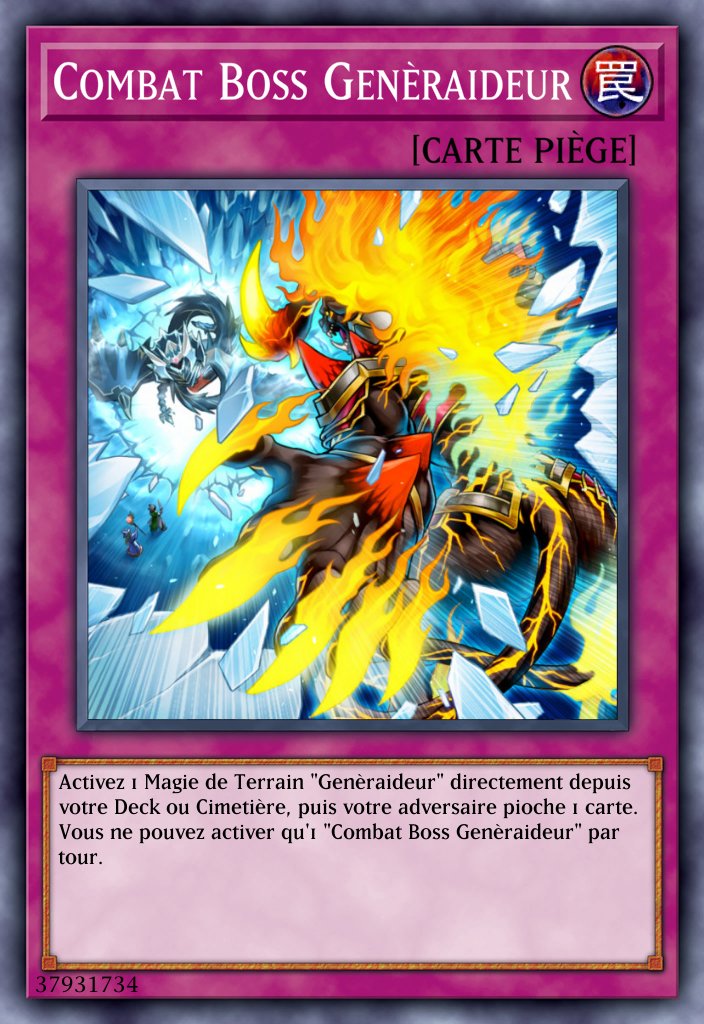 Combat Boss Genèraideur 罠
[CARTE PIÈGE]
Activez 1 Magie de Terrain "Genèraideur" directement depuis
votre Deck ou Cimetière, puis votre adversaire pioche 1 carte.
Vous ne pouvez activer qu'1 "Combat Boss Genèraideur" par
tour.
37931734